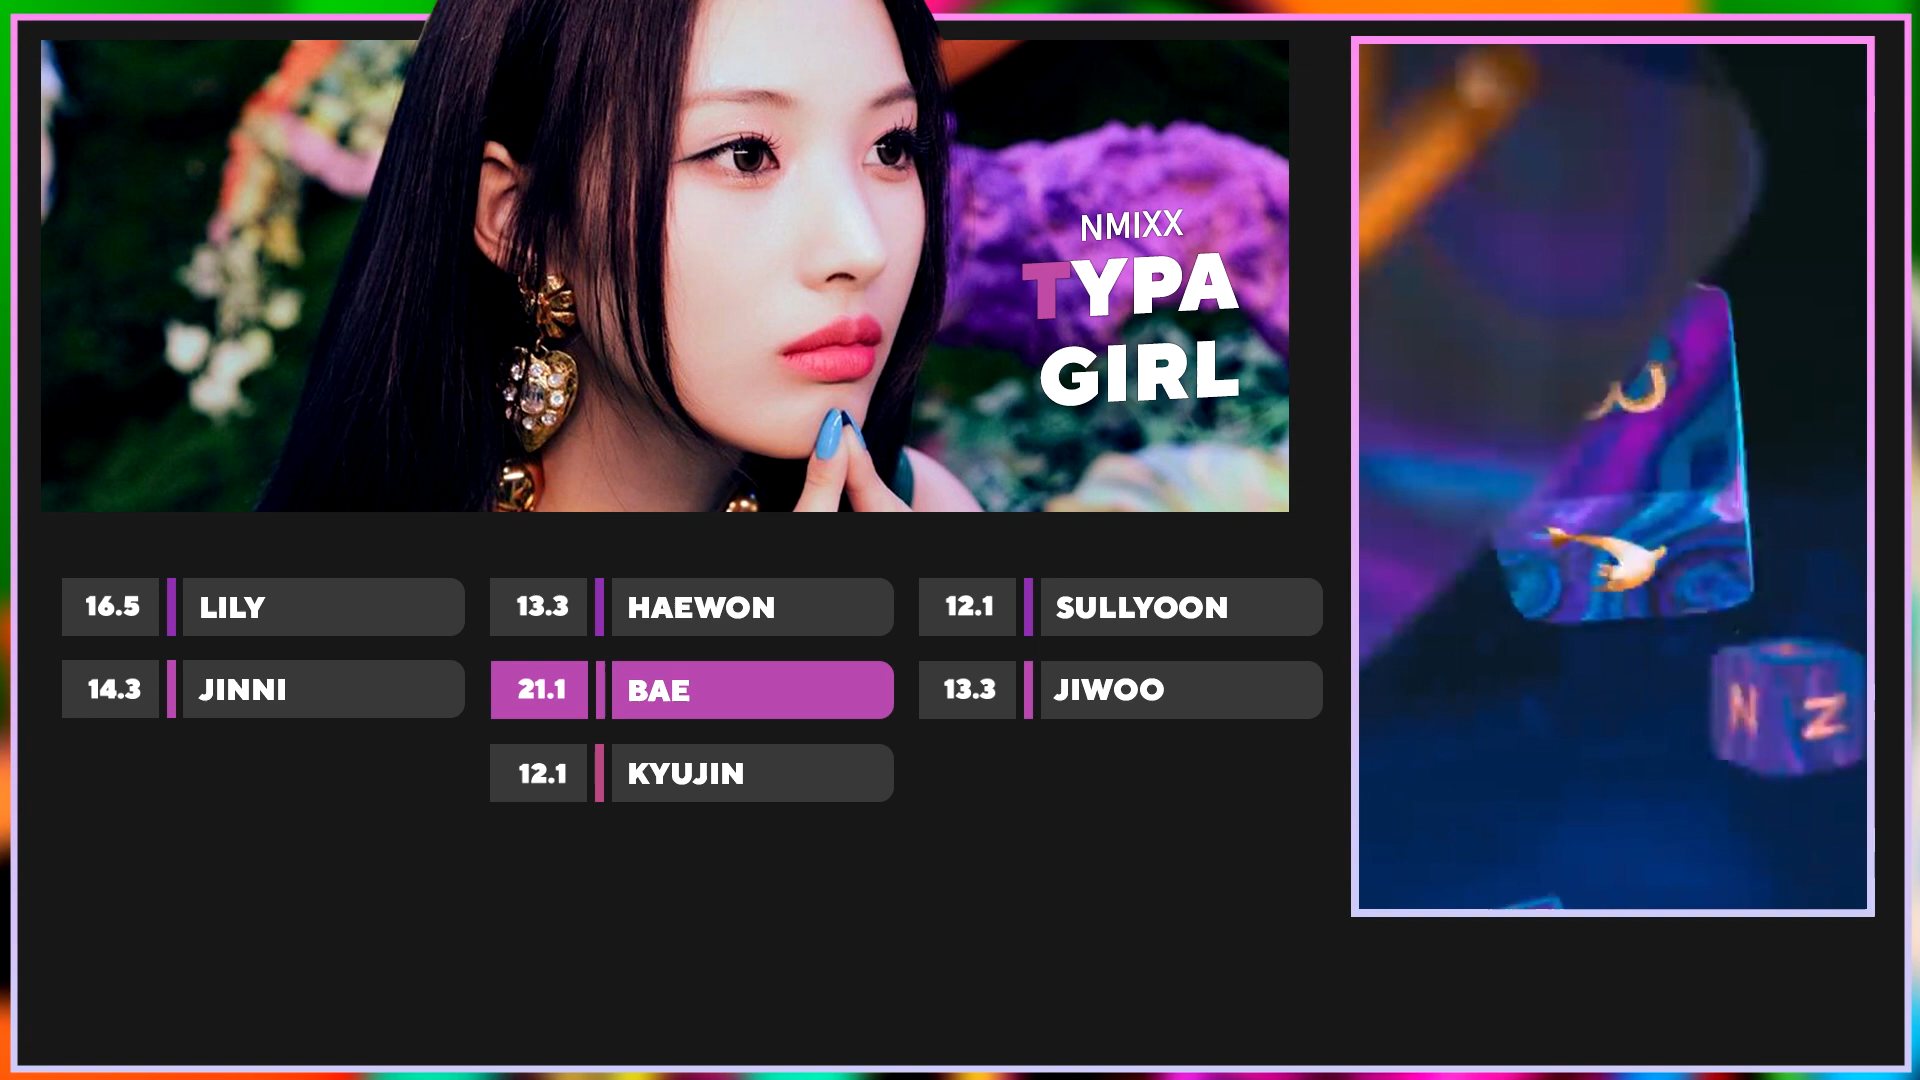 NMIXX
TYPA
GIRL
16.5 LILY
13.3 HAEWON
12.1 SULLYOON
14.3 JINNI
21.1 BAE
13.3 JIWOO
12.1 KYUJIN
N Z